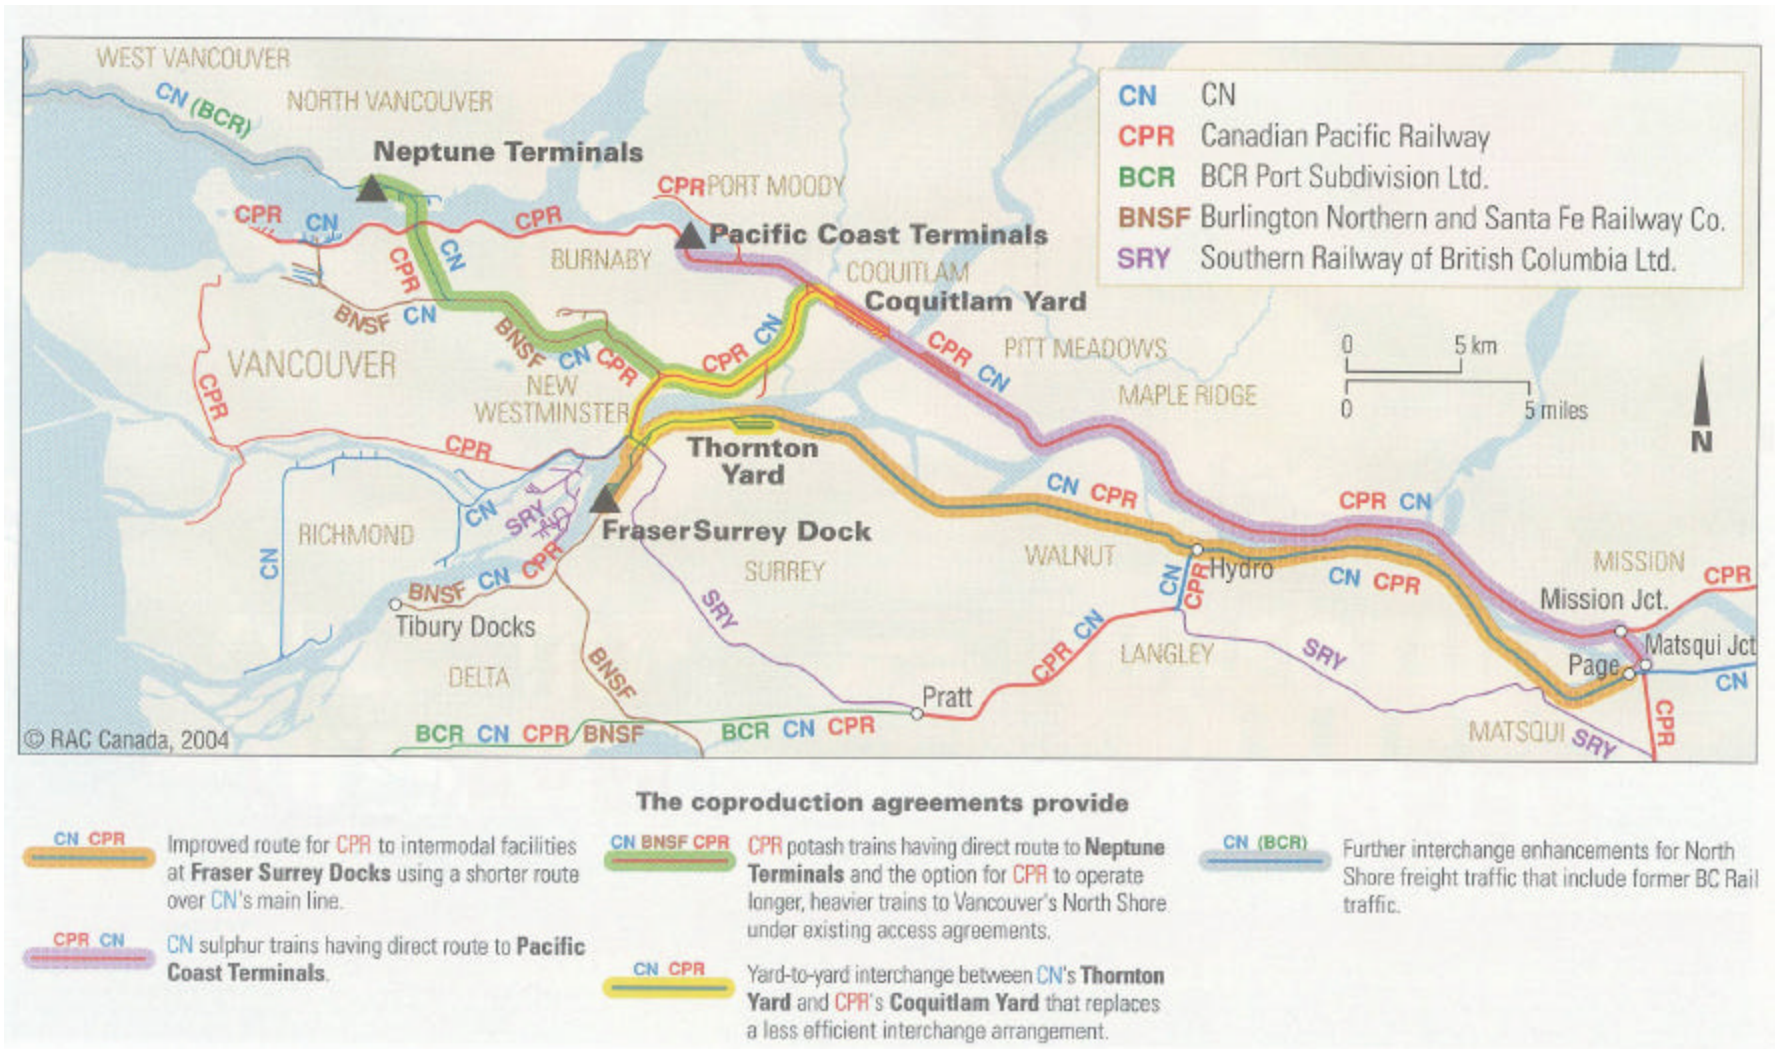 WEST VANCOUVER
CN (BCR)
NORTH VANCOUVER
Neptune Terminals
CPR
CN
CPR
CPR PORT MOODY
Pacific Coast Terminals
BURNABY
COQUITLAM
Coquitlam Yard
CPR
CN
BNSF CN
BNSF CN CPR
CPR CN
CPR CN
PITT MEADOWS
MAPLE RIDGE
VANCOUVER
CPR
NEW
WESTMINSTER
CPR
Thornton
Yard
CN CPR
CPR CN
RICHMOND
CN
CN
SRY
Fraser Surrey Dock
SURREY
WALNUT
CN CPR
Hydro
CN CPR
MISSION
CPR
Mission Jct.
Matsqui Jct
Page
CN
CPR
BNSF CN CPR
Tibury Docks
SRY
DELTA
BNSF
CPR CN
LANGLEY
SRY
Pratt
MATSQUI
SRY
BCR CN CPR/BNSF
BCR CN CPR
© RAC Canada, 2004
CN CN
CPR Canadian Pacific Railway
BCR BCR Port Subdivision Ltd.
BNSF Burlington Northern and Santa Fe Railway Co.
SRY Southern Railway of British Columbia Ltd.
0 5 km
0 5 miles
N
The coproduction agreements provide
CN CPR
Improved route for CPR to intermodal facilities
at Fraser Surrey Docks using a shorter route
over CN's main line.
CPR CN
CN sulphur trains having direct route to Pacific
Coast Terminals.
CN BNSF CPR
CPR potash trains having direct route to Neptune
Terminals and the option for CPR to operate
longer, heavier trains to Vancouver's North Shore
under existing access agreements.
CN CPR
Yard-to-yard interchange between CN's Thornton
Yard and CPR's Coquitlam Yard that replaces
a less efficient interchange arrangement.
CN (BCR)
Further interchange enhancements for North
Shore freight traffic that include former BC Rail
traffic.